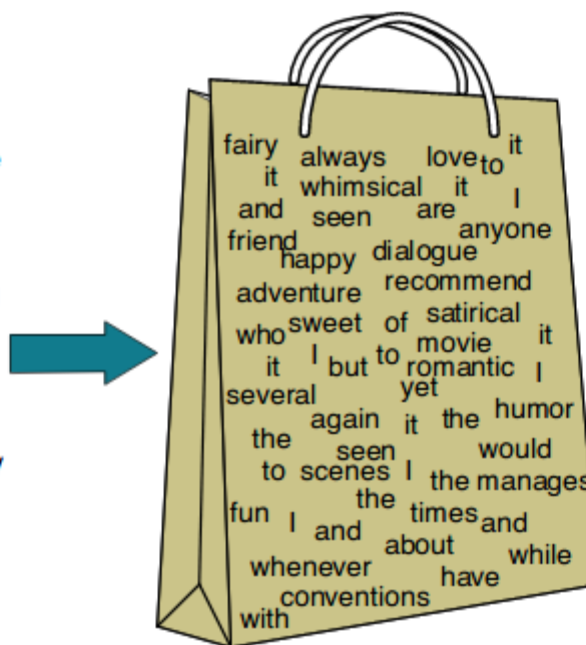 fairy always love to it
it whimsical it I
and seen are anyone
friend happy dialogue
adventure recommend
who sweet of satirical it
it I but to movie romantic I
several yet
again it the humor
the seen would
to scenes I the manages
fun I and the times and
whenever about while
conventions have
with